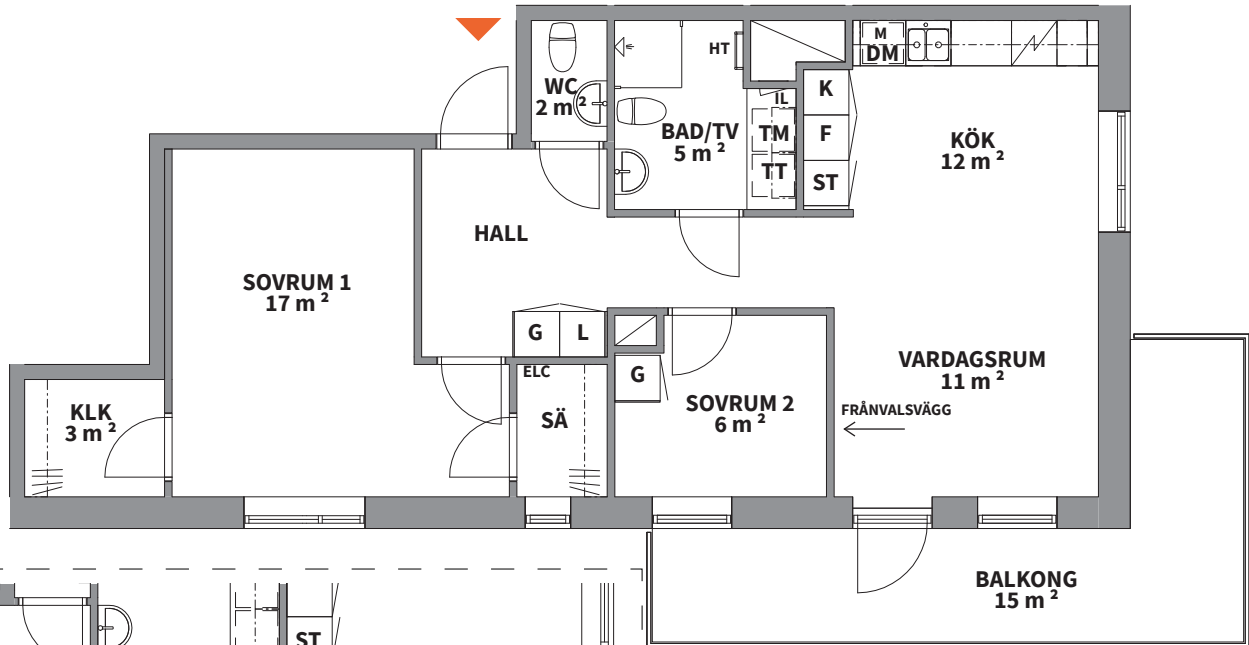 WC
2 m²
HT
M
DM
IL
BAD/TV
5 m²
TM
TT
K
F
ST
KÖK
12 m²
HALL
SOVRUM 1
17 m²
G
L
ELC
SÄ
G
KLK
3 m²
SOVRUM 2
6 m²
VARDAGSRUM
11 m²
FRÅNVALSVÄGG
BALKONG
15 m²
ST